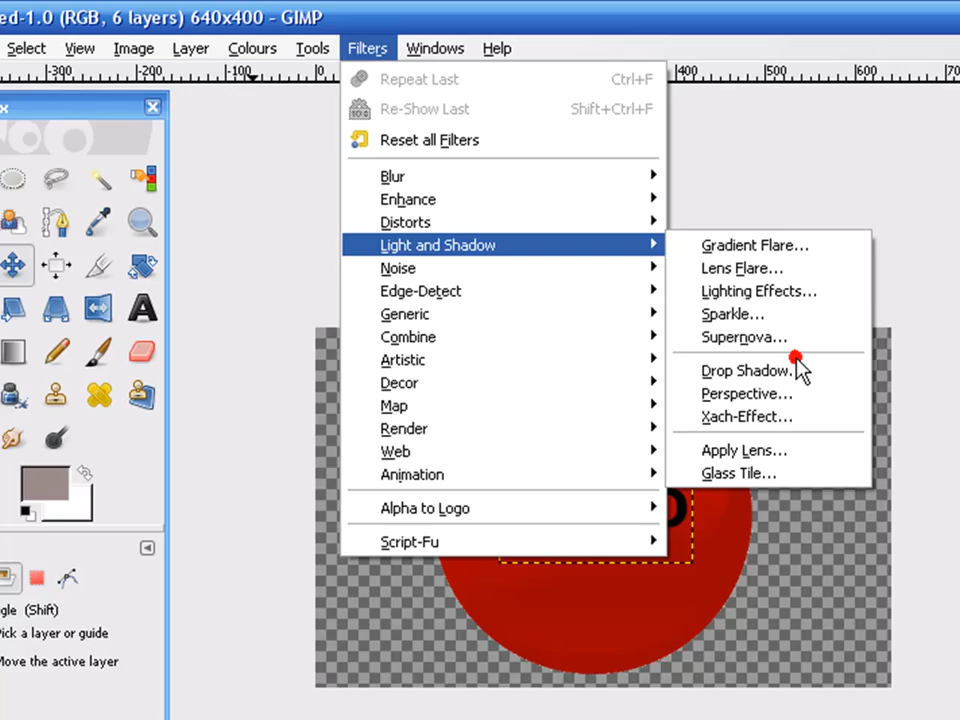 ed-1.0 (RGB, 6 layers) 640x400 - GIMP
Select View Image Layer Colours Tools Filters Windows Help
-300 -200 -100 0 400 500 600 700
x
Repeat Last Ctrl+F
Re-Show Last Shift+Ctrl+F
Reset all Filters
Blur
Enhance
Distorts
Light and Shadow
Noise
Edge-Detect
Generic
Combine
Artistic
Decor
Map
Render
Web
Animation
Alpha to Logo
Script-Fu
Gradient Flare...
Lens Flare...
Lighting Effects...
Sparkle...
Supernova...
Drop Shadow.
Perspective...
Xach-Effect...
Apply Lens...
Glass Tile...
gle (Shift)
Pick a layer or guide
Move the active layer